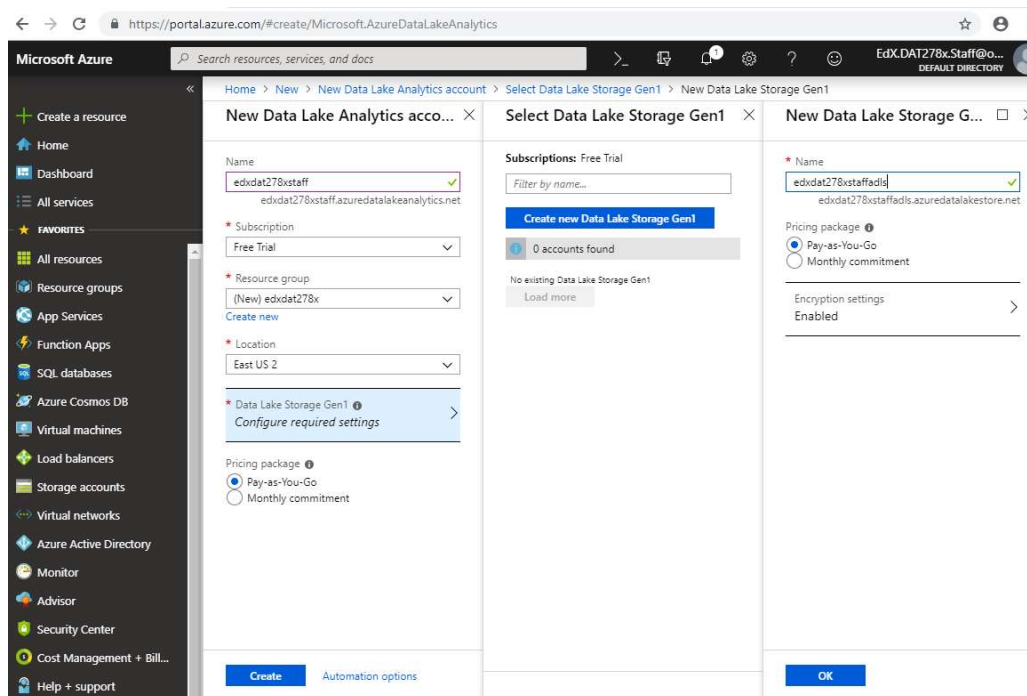 https://portal.azure.com/#create/Microsoft.AzureDataLakeAnalytics
Microsoft Azure
Search resources, services, and docs
1
EdX.DAT278x.Staff@o...
DEFAULT DIRECTORY
Home > New > New Data Lake Analytics account > Select Data Lake Storage Gen1 > New Data Lake Storage Gen1
Create a resource
Home
Dashboard
All services
FAVORITES
All resources
Resource groups
App Services
Function Apps
SQL databases
Azure Cosmos DB
Virtual machines
Load balancers
Storage accounts
Virtual networks
Azure Active Directory
Monitor
Advisor
Security Center
Cost Management + Bill...
Help + support
New Data Lake Analytics acco...
Name
edxdat278xstaff
edxdat278xstaff.azuredatalakeanalytics.net
* Subscription
Free Trial
* Resource group
(New) edxdat278x
Create new
* Location
East US 2
* Data Lake Storage Gen1
Configure required settings
Pricing package
Pay-as-You-Go
Monthly commitment
Create
Automation options
Select Data Lake Storage Gen1
Subscriptions: Free Trial
Filter by name...
Create new Data Lake Storage Gen1
0 accounts found
No existing Data Lake Storage Gen1
Load more
New Data Lake Storage G...
* Name
edxdat278xstaffadls
edxdat278xstaffadls.azuredatalakestore.net
Pricing package
Pay-as-You-Go
Monthly commitment
Encryption settings
Enabled
OK